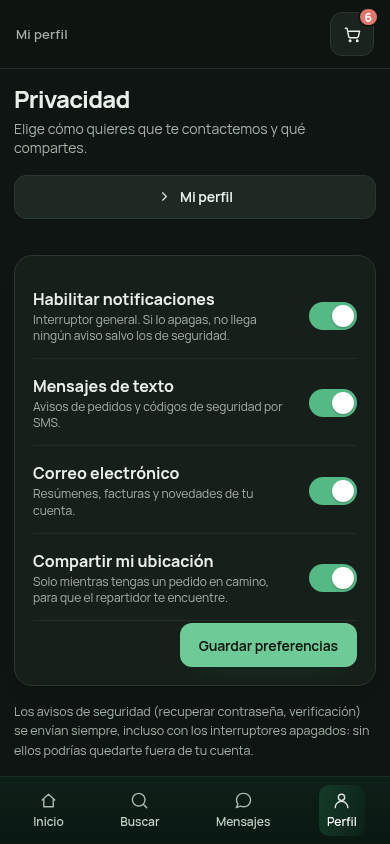 Mi perfil
6
Privacidad
Elige cómo quieres que te contactemos y qué
compartes.
Mi perfil
Habilitar notificaciones
Interruptor general. Si lo apagas, no llega
ningún aviso salvo los de seguridad.
Mensajes de texto
Avisos de pedidos y códigos de seguridad por
SMS.
Correo electrónico
Resúmenes, facturas y novedades de tu
cuenta.
Compartir mi ubicación
Solo mientras tengas un pedido en camino,
para que el repartidor te encuentre.
Guardar preferencias
Los avisos de seguridad (recuperar contraseña, verificación)
se envían siempre, incluso con los interruptores apagados: sin
ellos podrías quedarte fuera de tu cuenta.
Inicio
Buscar
Mensajes
Perfil